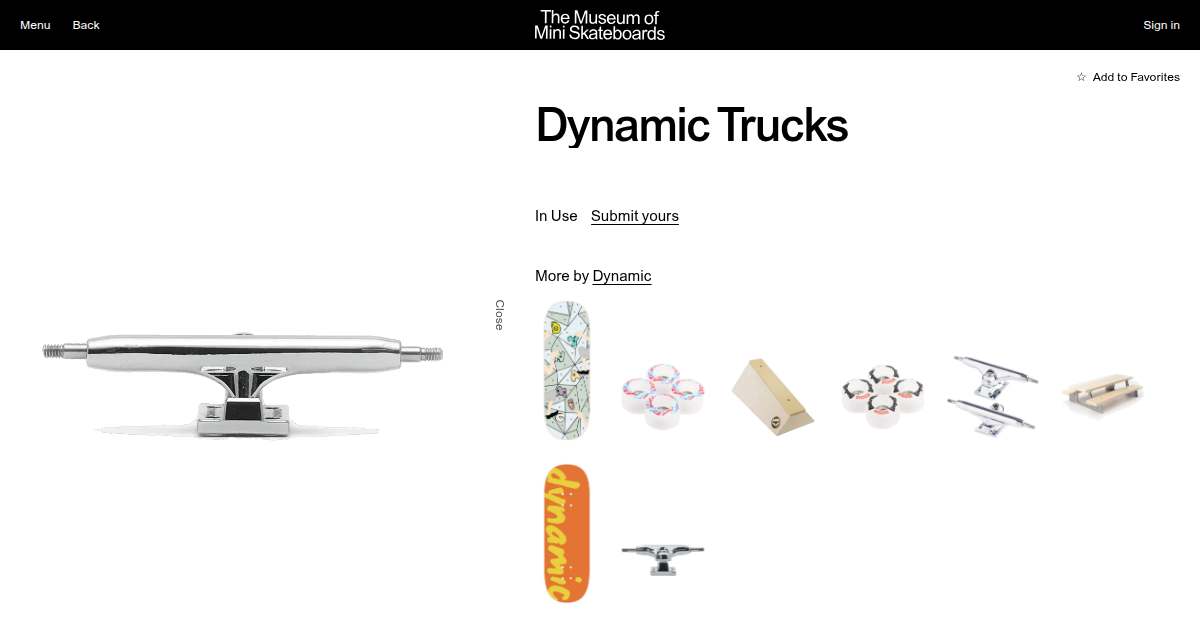 Menu
Back
The Museum of
Mini Skateboards
Sign in
☆ Add to Favorites
Dynamic Trucks
In Use Submit yours
More by Dynamic
Close
dynamic